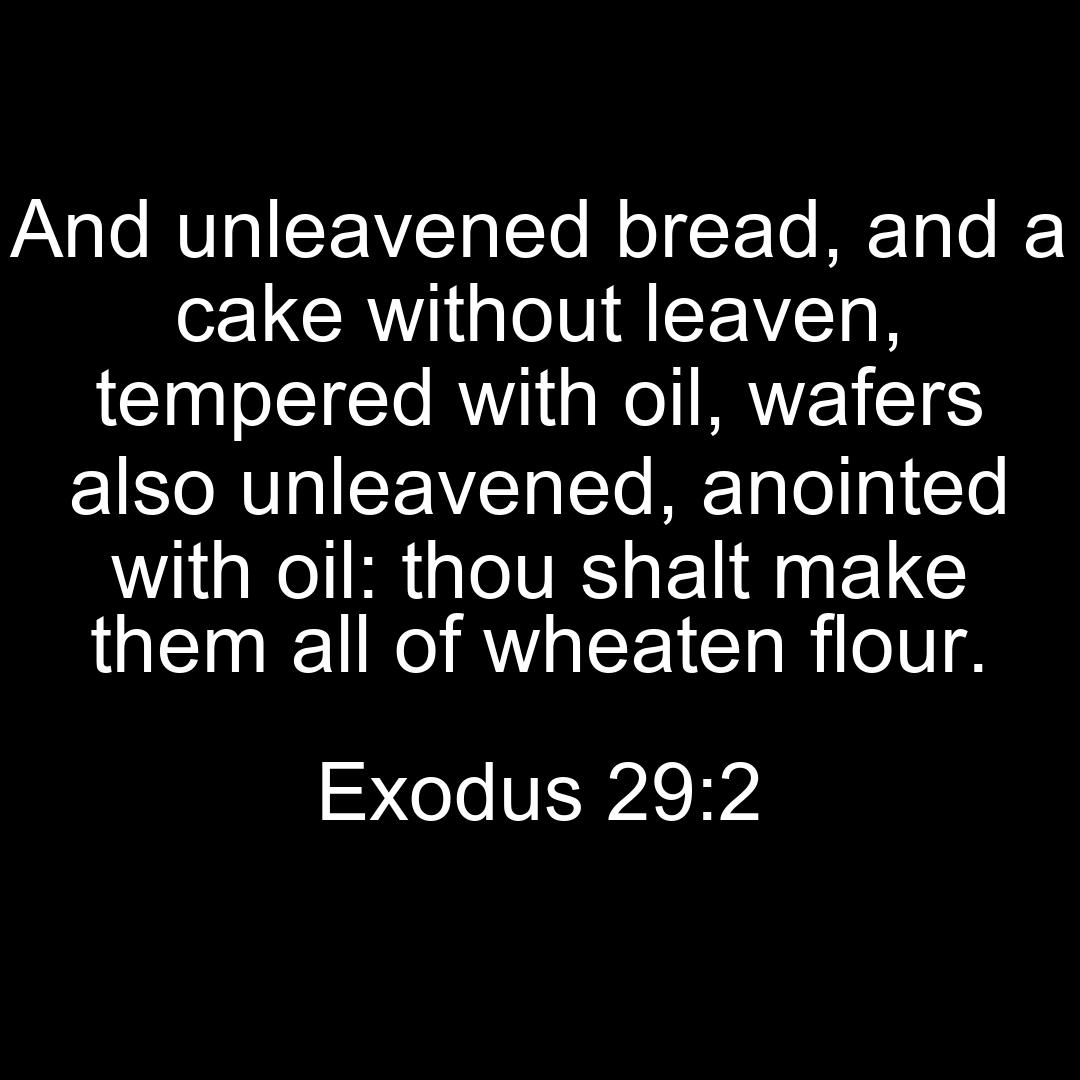 And unleavened bread, and a
cake without leaven,
tempered with oil, wafers
also unleavened, anointed
with oil: thou shalt make
them all of wheaten flour.
Exodus 29:2